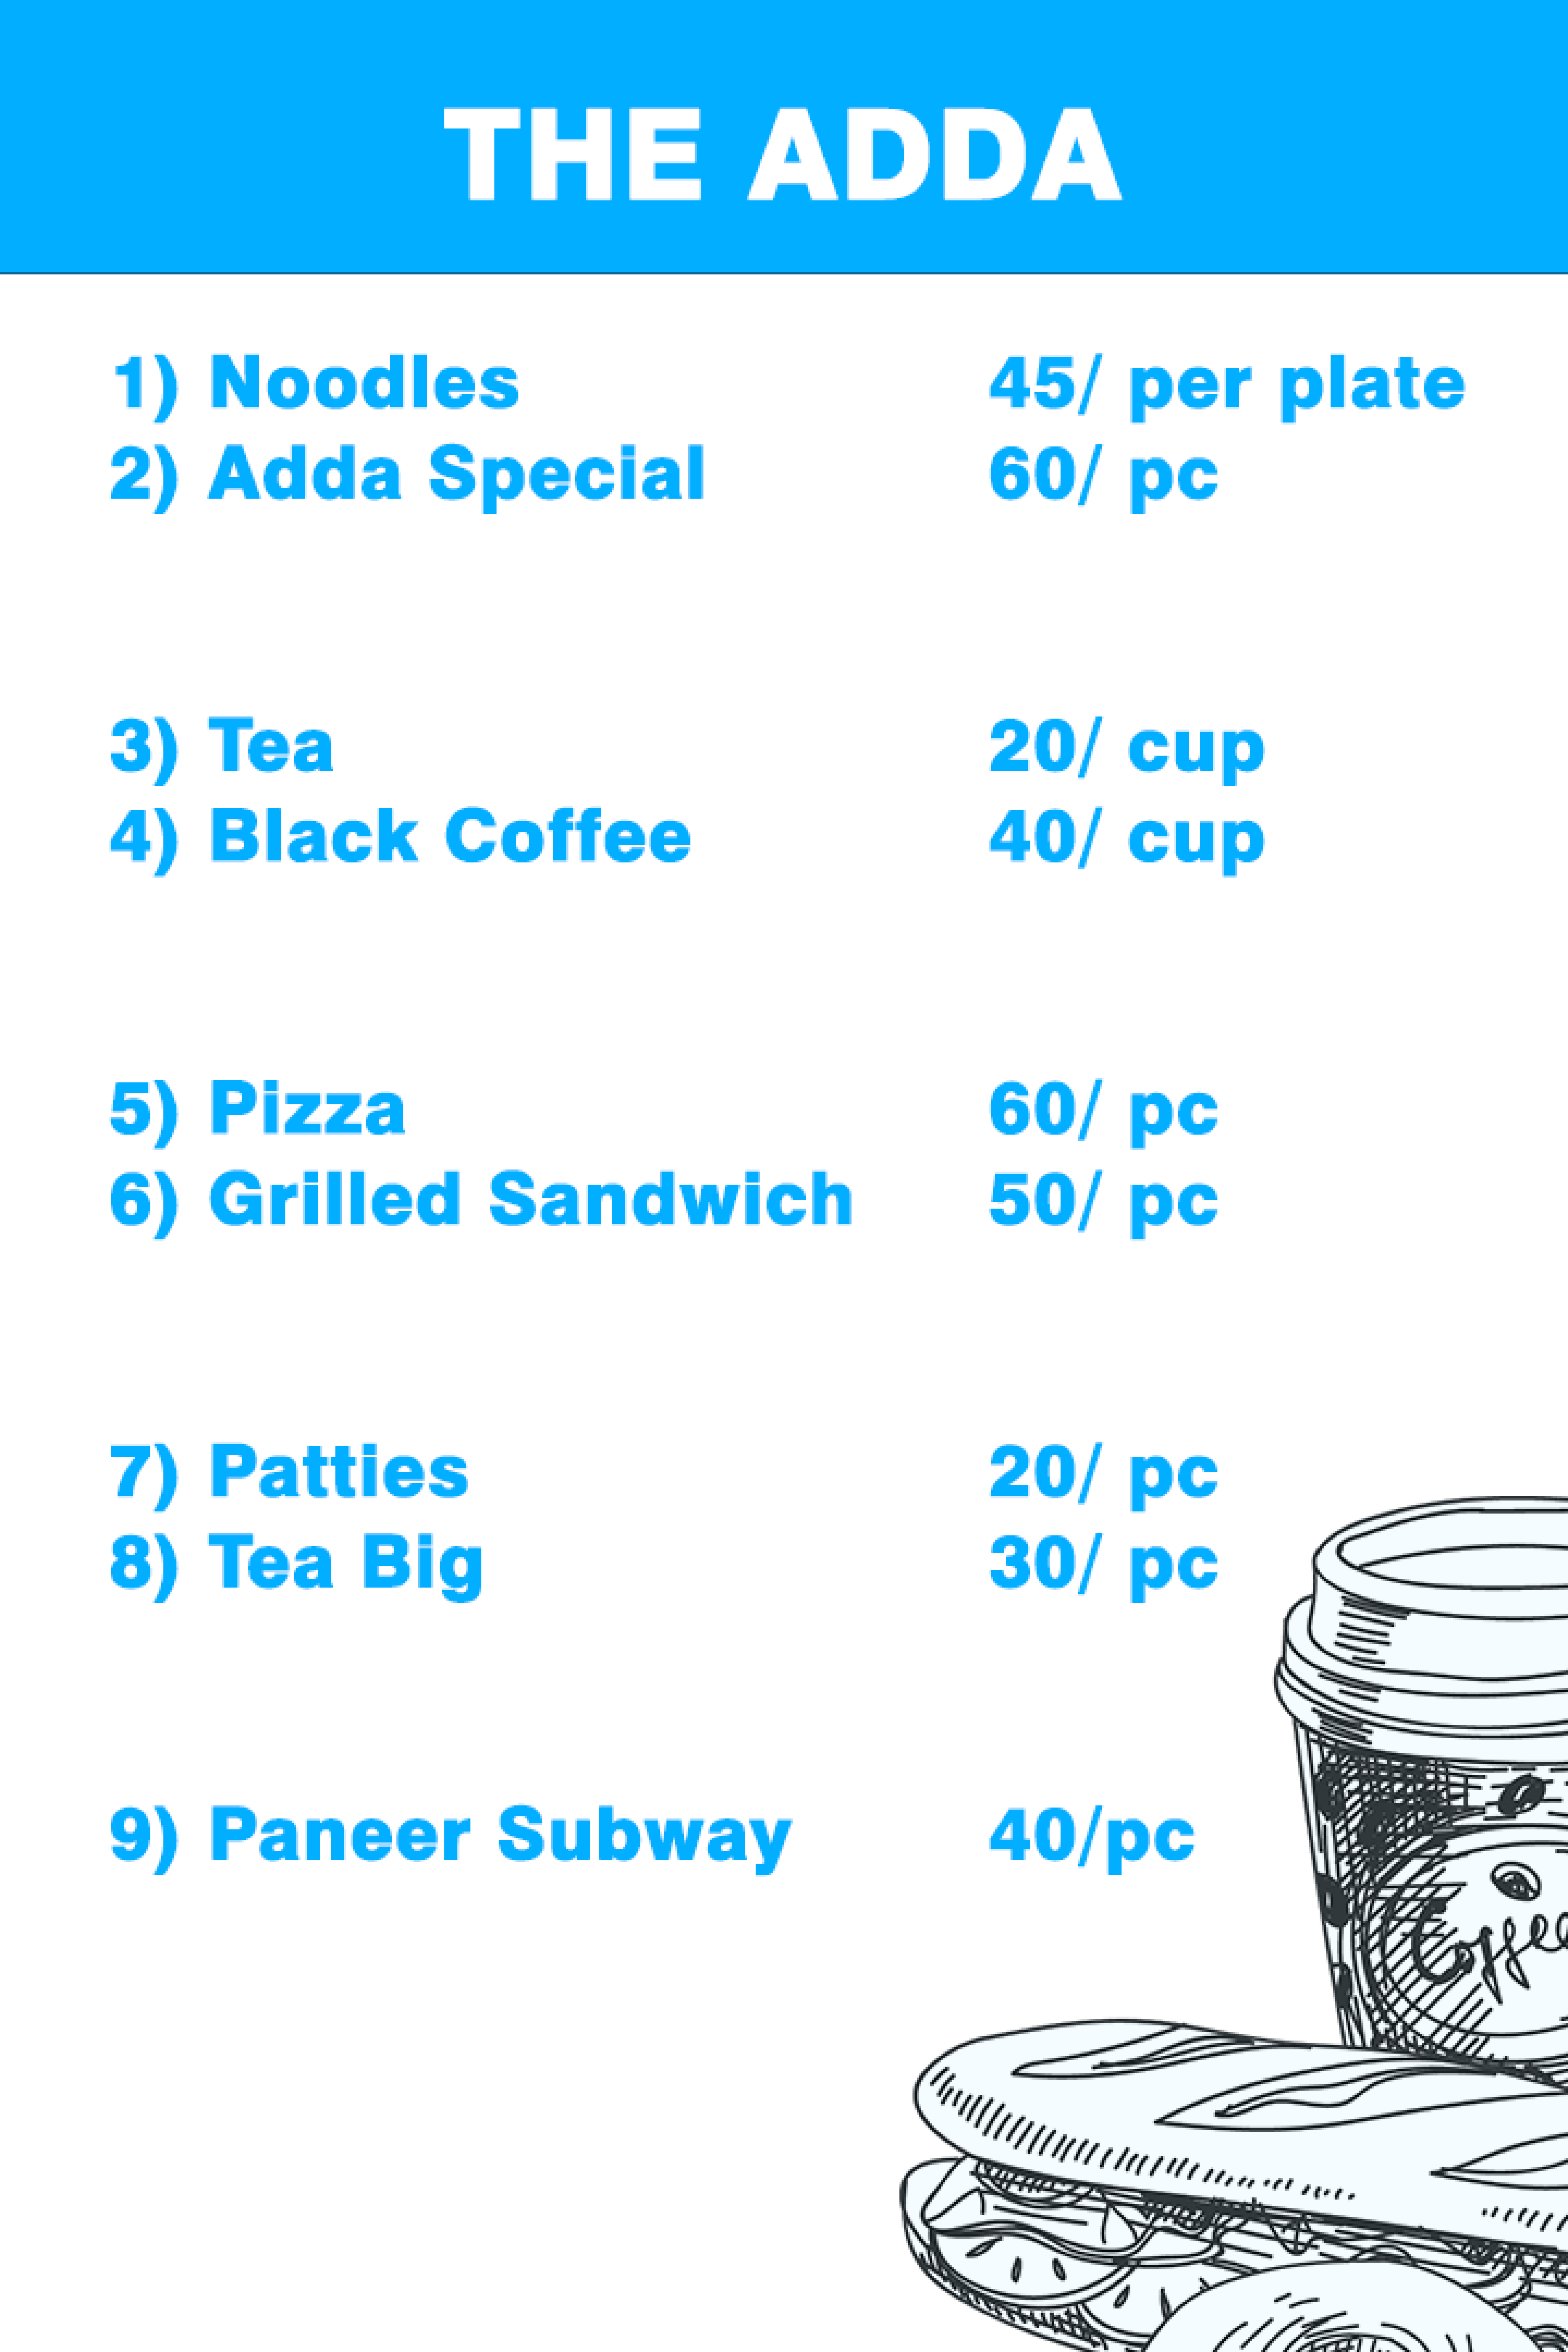 THE ADDA
1) Noodles 45/ per plate
2) Adda Special 60/ pc
3) Tea 20/ cup
4) Black Coffee 40/ cup
5) Pizza 60/ pc
6) Grilled Sandwich 50/ pc
7) Patties 20/ pc
8) Tea Big 30/ pc
9) Paneer Subway 40/pc
Coffee